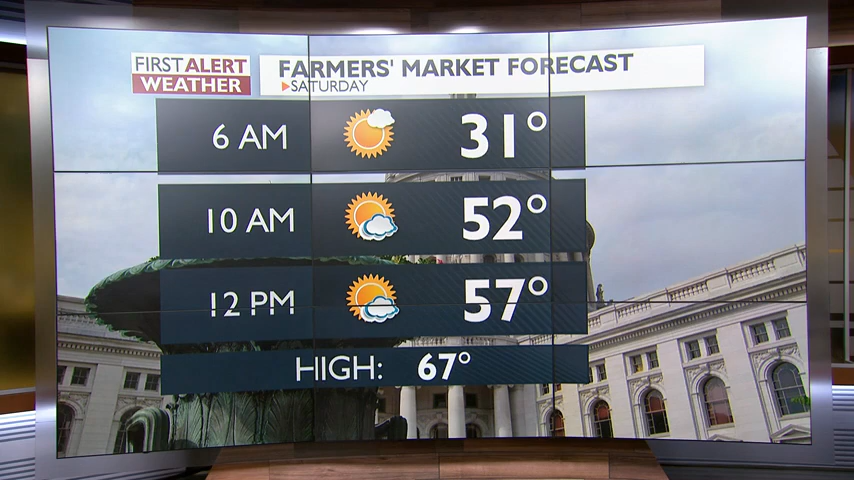 FIRST ALERT
WEATHER
FARMERS' MARKET FORECAST
SATURDAY
6 AM 31°
10 AM 52°
12 PM 57°
HIGH: 67°